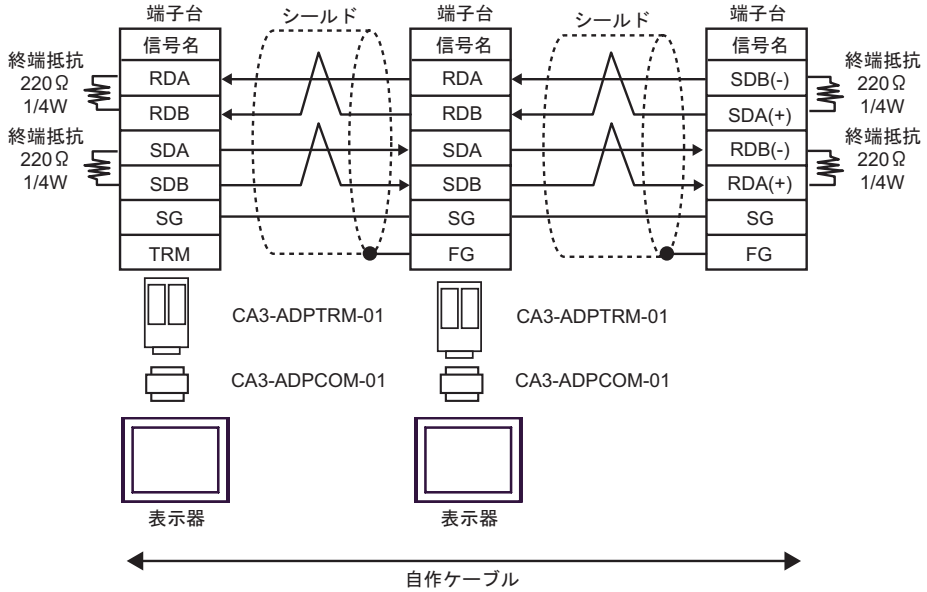 端子台 シールド 端子台 シールド 端子台
信号名 信号名 信号名
終端抵抗
220Ω
1/4W
RDA RDA SDB(-)
RDB RDB SDA(+)
終端抵抗
220Ω
1/4W
終端抵抗
220Ω
1/4W
SDA SDA RDB(-)
SDB SDB RDA(+)
終端抵抗
220Ω
1/4W
SG SG SG
TRM FG FG
CA3-ADPTRM-01 CA3-ADPTRM-01
CA3-ADPCOM-01 CA3-ADPCOM-01
表示器 表示器
自作ケーブル